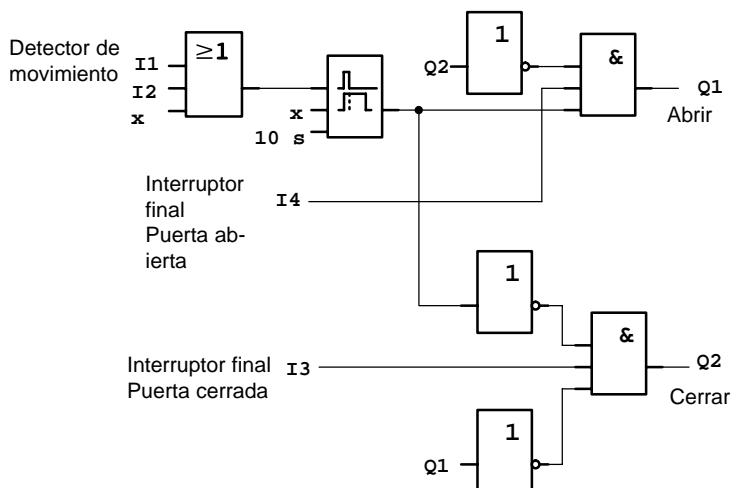 Detector de
movimiento
I1
I2
x
≥1
x
10 s
Q2
1
&
Q1
Abrir
Interruptor
final
Puerta ab-
ierta
I4
1
Interruptor final
Puerta cerrada
I3
&
Q2
Cerrar
Q1
1